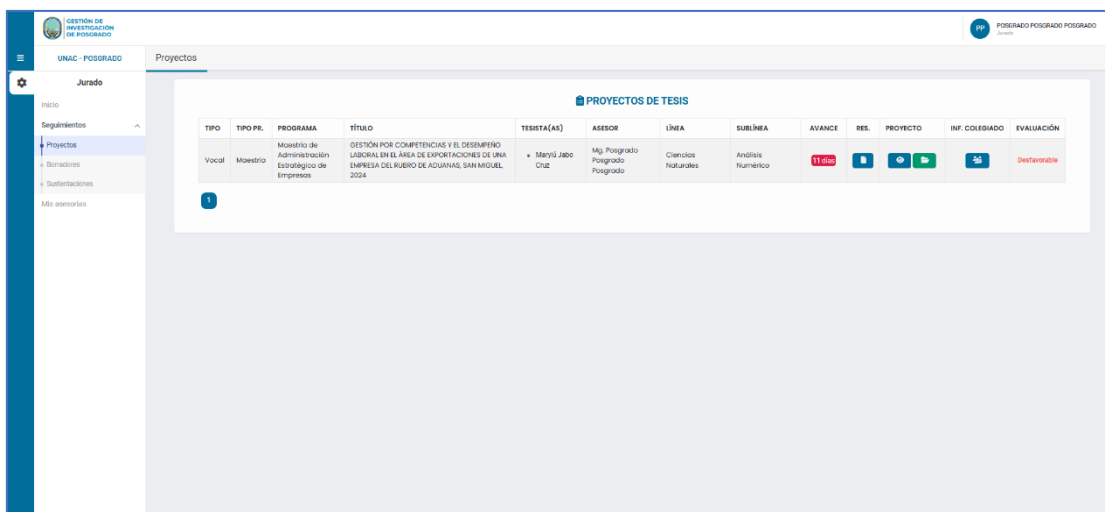 GESTIÓN DE
INVESTIGACIÓN
DE POSGRADO
PP
POSGRADO POSGRADO POSGRADO
Jurado
UNAC - POSGRADO
Proyectos
Jurado
Inicio
Seguimientos
Proyectos
Borradores
Sustentaciones
Mis asesorías
PROYECTOS DE TESIS
TIPO TIPO PR. PROGRAMA TÍTULO TESISTA(AS) ASESOR LÍNEA SUBLÍNEA AVANCE RES. PROYECTO INF. COLEGIADO EVALUACIÓN
Vocal
Maestria
Maestria de
Administración
Estratégica de
Empresas
GESTIÓN POR COMPETENCIAS Y EL DESEMPEÑO
LABORAL EN EL ÁREA DE EXPORTACIONES DE UNA
EMPRESA DEL RUBRO DE ADUANAS, SAN MIGUEL,
2024
Maryú Jabo
Cruz
Mg. Posgrado
Posgrado
Posgrado
Ciencias
Naturales
Análisis
Numérico
11 días
Desfavorable
1